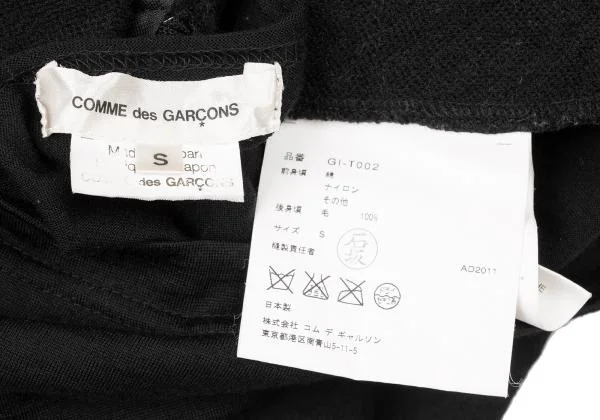 COMME des GARÇONS
S
des GARÇONS
品番 GI-T002
前身頃 綿
ナイロン
その他
後身頃 毛 100%
サイズ S
石坂
縫製責任者
AD2011
日本製
株式会社 コム デ ギャルソン
東京都港区南青山5-11-5